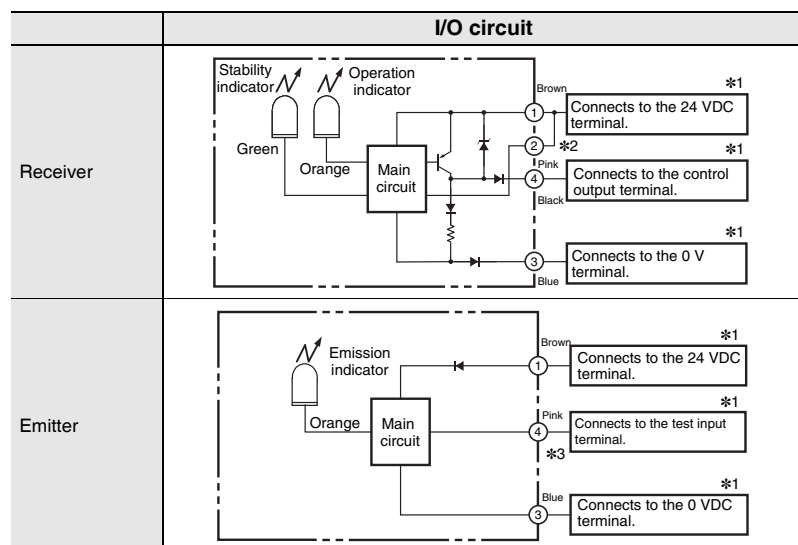 I/O circuit
Receiver
Stability
indicator
Operation
indicator
Green
Orange
Main
circuit
Brown
1
*1
Connects to the 24 VDC
terminal.
2
*2
Pink
*1
4
Connects to the control
output terminal.
Black
*1
3
Connects to the 0 V
terminal.
Blue
Emitter
Emission
indicator
Orange
Main
circuit
Brown
1
*1
Connects to the 24 VDC
terminal.
Pink
*1
4
Connects to the test input
terminal.
*3
Blue
*1
3
Connects to the 0 VDC
terminal.